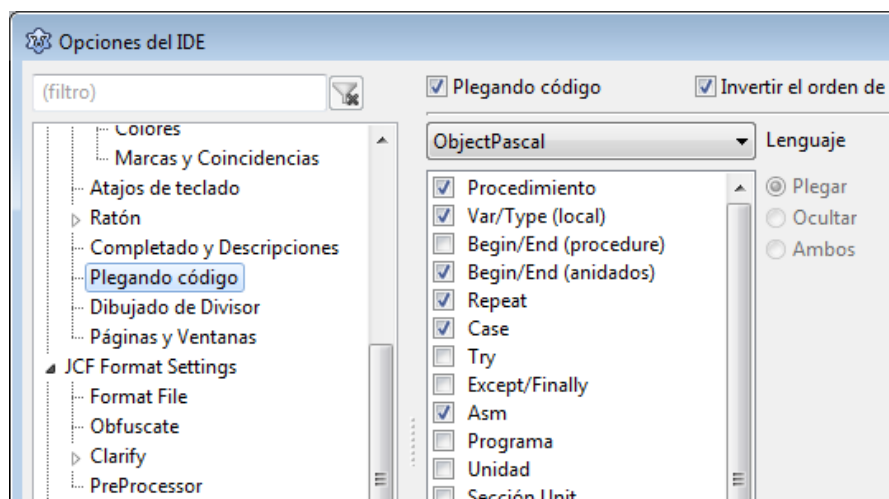 Opciones del IDE
(filtro)
Colores
Marcas y Coincidencias
Atajos de teclado
Ratón
Completado y Descripciones
Plegando código
Dibujado de Divisor
Páginas y Ventanas
JCF Format Settings
Format File
Obfuscate
Clarify
PreProcessor
Plegando código
Invertir el orden de
ObjectPascal
Lenguaje
Procedimiento
Var/Type (local)
Begin/End (procedure)
Begin/End (anidados)
Repeat
Case
Try
Except/Finally
Asm
Programa
Unidad
Sección Unit
Plegar
Ocultar
Ambos